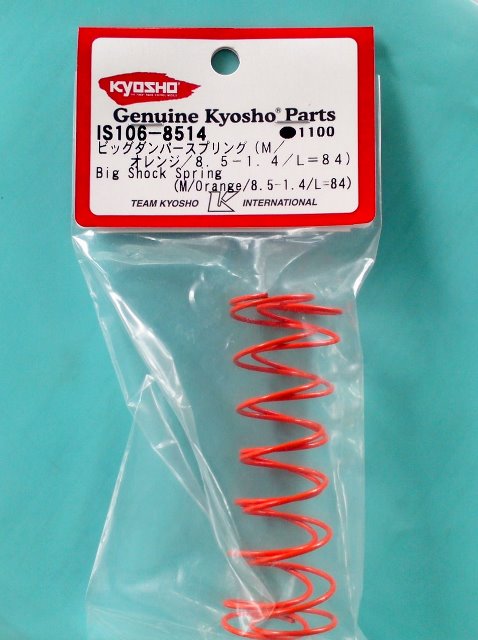 KYOSHO
Genuine Kyosho® Parts
IS106-8514 ●1100
ビッグダンパースプリング(M/
オレンジ/8.5-1.4/L=84)
Big Shock Spring
(M/Orange/8.5-1.4/L=84)
TEAM KYOSHO K INTERNATIONAL